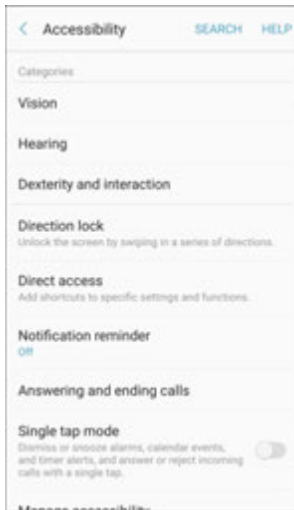 Accessibility SEARCH HELP
Categories
Vision
Hearing
Dexterity and interaction
Direction lock
Unlock the screen by swiping in a series of directions.
Direct access
Add shortcuts to specific settings and functions.
Notification reminder
Off
Answering and ending calls
Single tap mode
Dismiss or snooze alarms, calendar events,
and timer alerts, and answer or reject incoming
calls with a single tap.
Manage accessibility